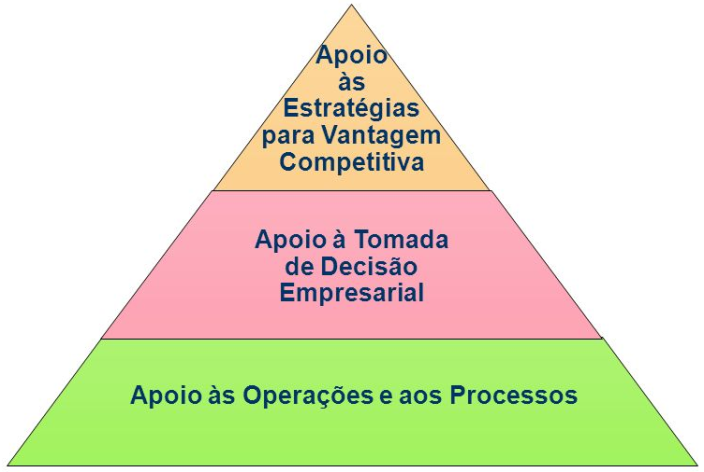 Apoio
às
Estratégias
para Vantagem
Competitiva
Apoio à Tomada
de Decisão
Empresarial
Apoio às Operações e aos Processos